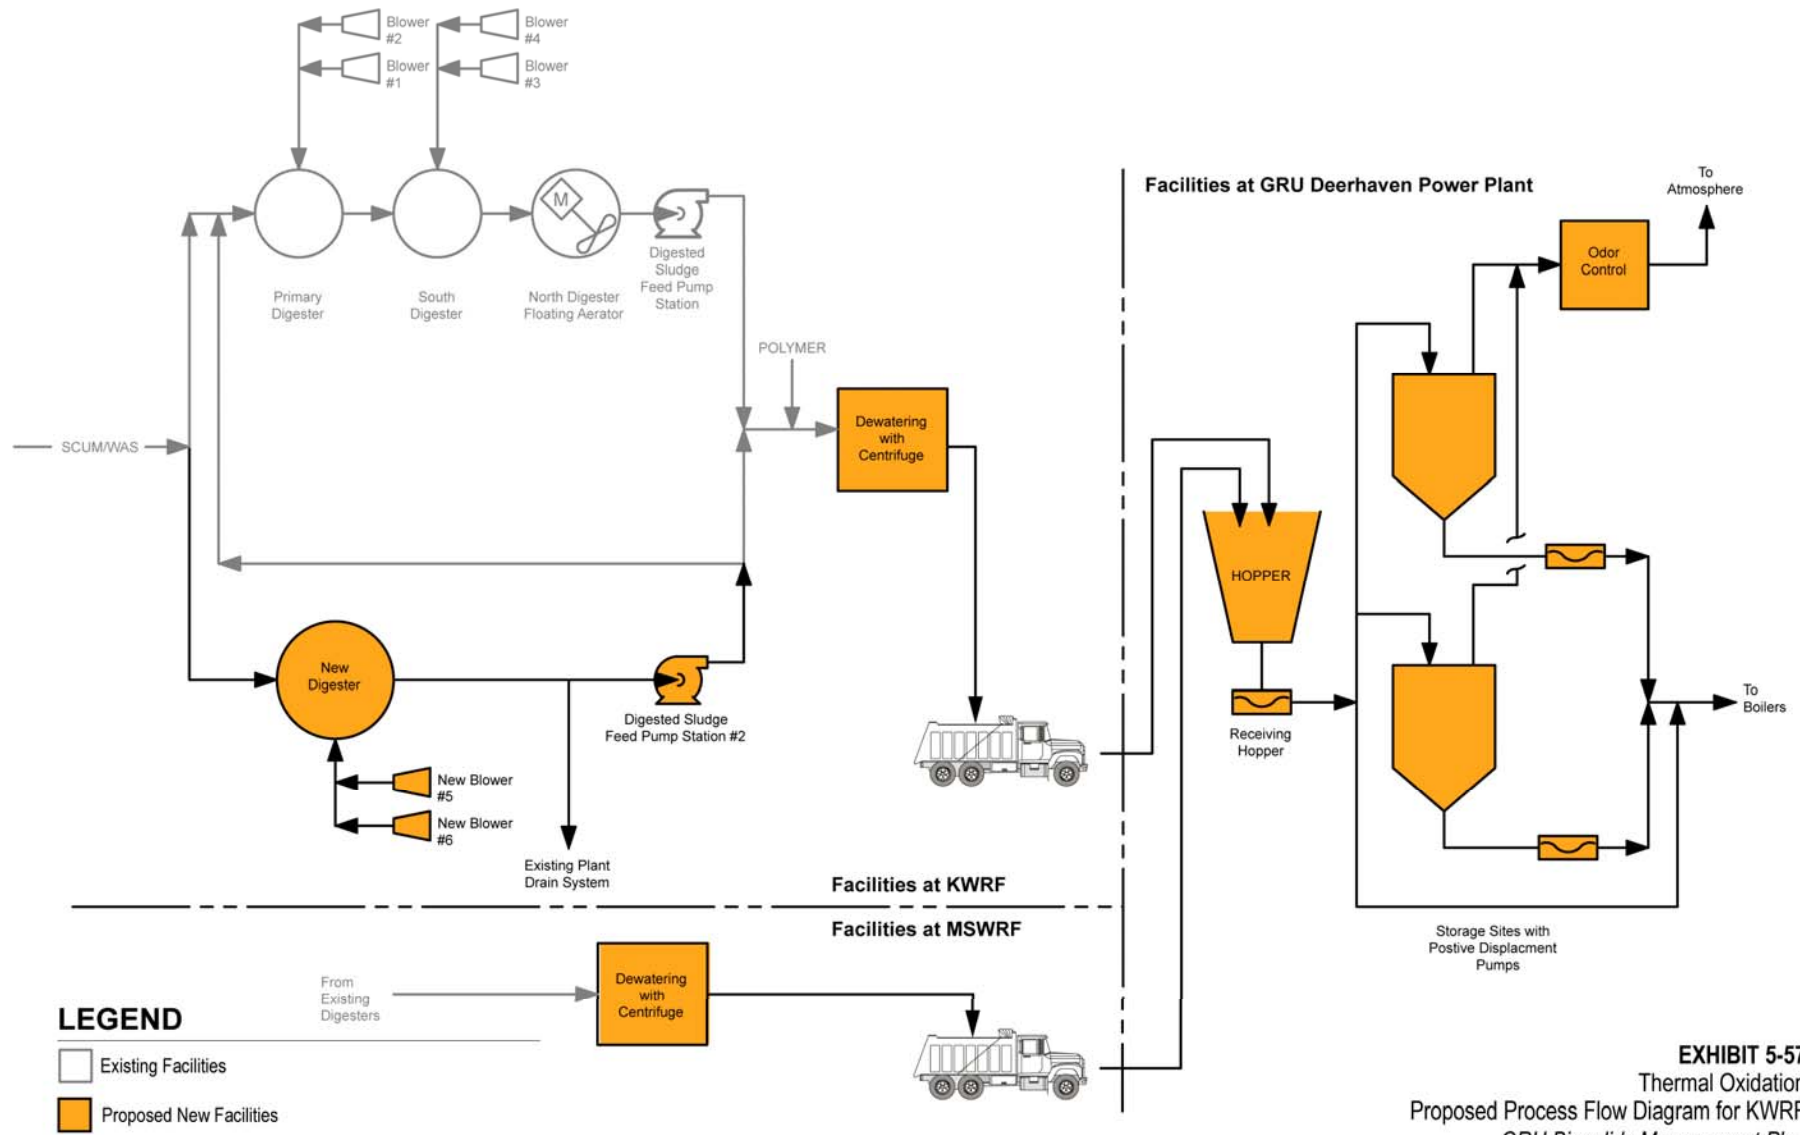 Blower
#2
Blower
#4
Blower
#1
Blower
#3
M
Primary
Digester
South
Digester
North Digester
Floating Aerator
Digested
Sludge
Feed Pump
Station
POLYMER
SCUM/WAS
Dewatering
with
Centrifuge
New
Digester
Digested Sludge
Feed Pump Station #2
New Blower
#5
New Blower
#6
Existing Plant
Drain System
Facilities at KWRF
Facilities at MSWRF
From
Existing
Digesters
Dewatering
with
Centrifuge
Facilities at GRU Deerhaven Power Plant
To
Atmosphere
Odor
Control
HOPPER
Receiving
Hopper
To
Boilers
Storage Sites with
Postive Displacment
Pumps
LEGEND
Existing Facilities
Proposed New Facilities
EXHIBIT 5-57
Thermal Oxidation
Proposed Process Flow Diagram for KWRF